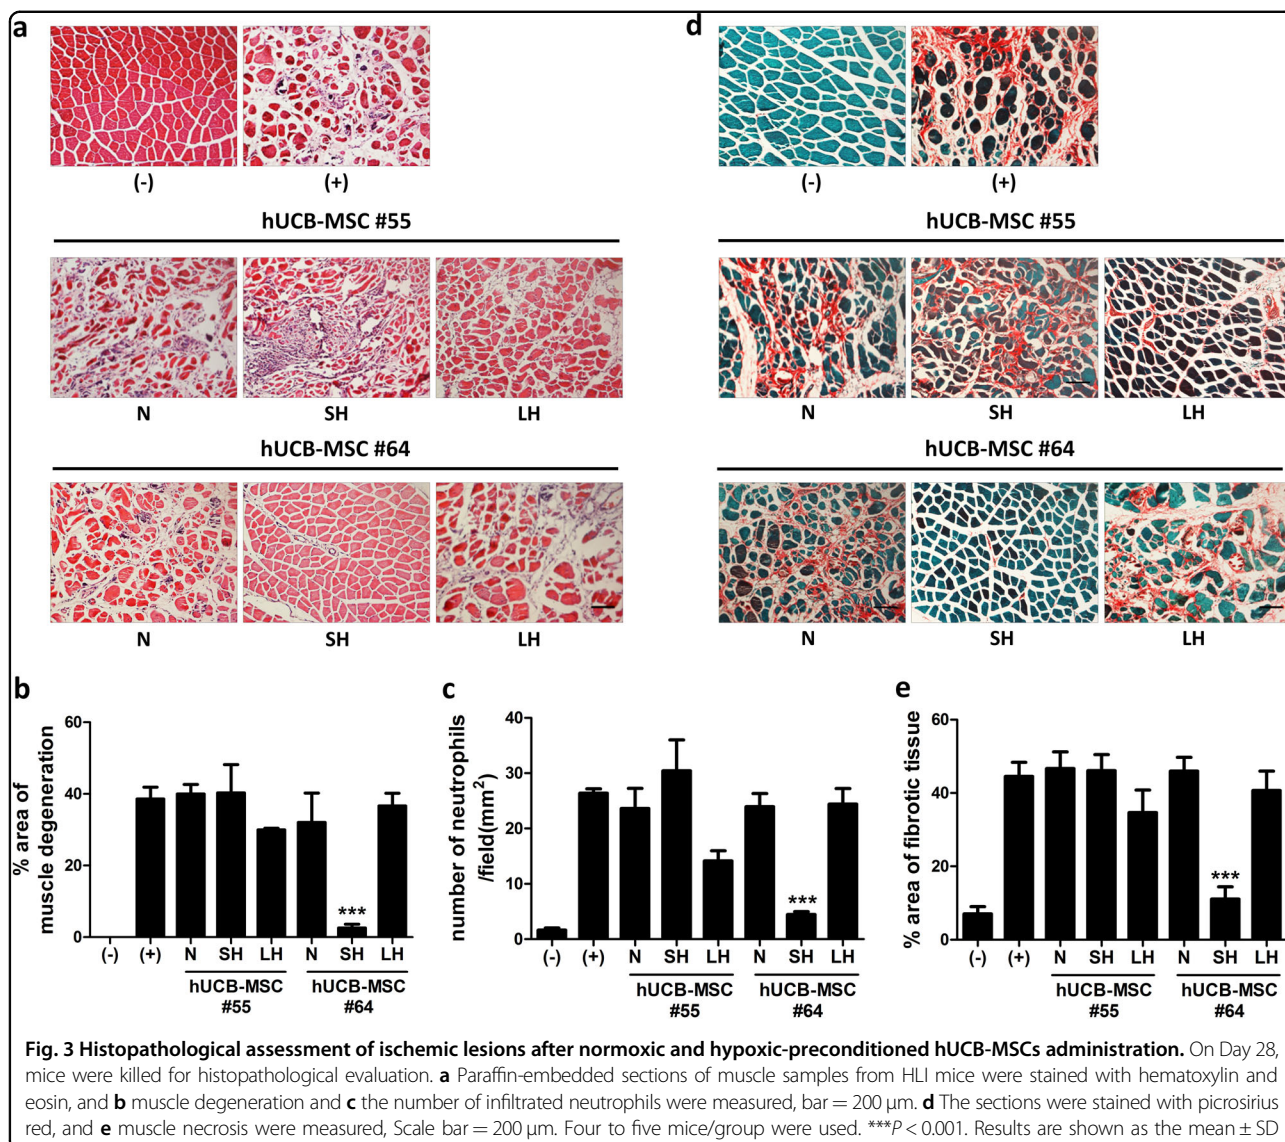 a
(-)
(+)
hUCB-MSC #55
N
SH
LH
hUCB-MSC #64
N
SH
LH
d
(-)
(+)
hUCB-MSC #55
N
SH
LH
hUCB-MSC #64
N
SH
LH
b
% area of
muscle degeneration
60
40
20
0
(-) (+) N SH LH N SH LH
***
hUCB-MSC
#55
hUCB-MSC
#64
c
number of neutrophils
/field(mm²)
40
30
20
10
0
(-) (+) N SH LH N SH LH
***
hUCB-MSC
#55
hUCB-MSC
#64
e
% area of fibrotic tissue
60
40
20
0
(-) (+) N SH LH N SH LH
***
hUCB-MSC
#55
hUCB-MSC
#64
Fig. 3 Histopathological assessment of ischemic lesions after normoxic and hypoxic-preconditioned hUCB-MSCs administration. On Day 28,
mice were killed for histopathological evaluation. a Paraffin-embedded sections of muscle samples from HLI mice were stained with hematoxylin and
eosin, and b muscle degeneration and c the number of infiltrated neutrophils were measured, bar = 200 μm. d The sections were stained with picrosirius
red, and e muscle necrosis were measured, Scale bar = 200 μm. Four to five mice/group were used. ***P < 0.001. Results are shown as the mean ± SD